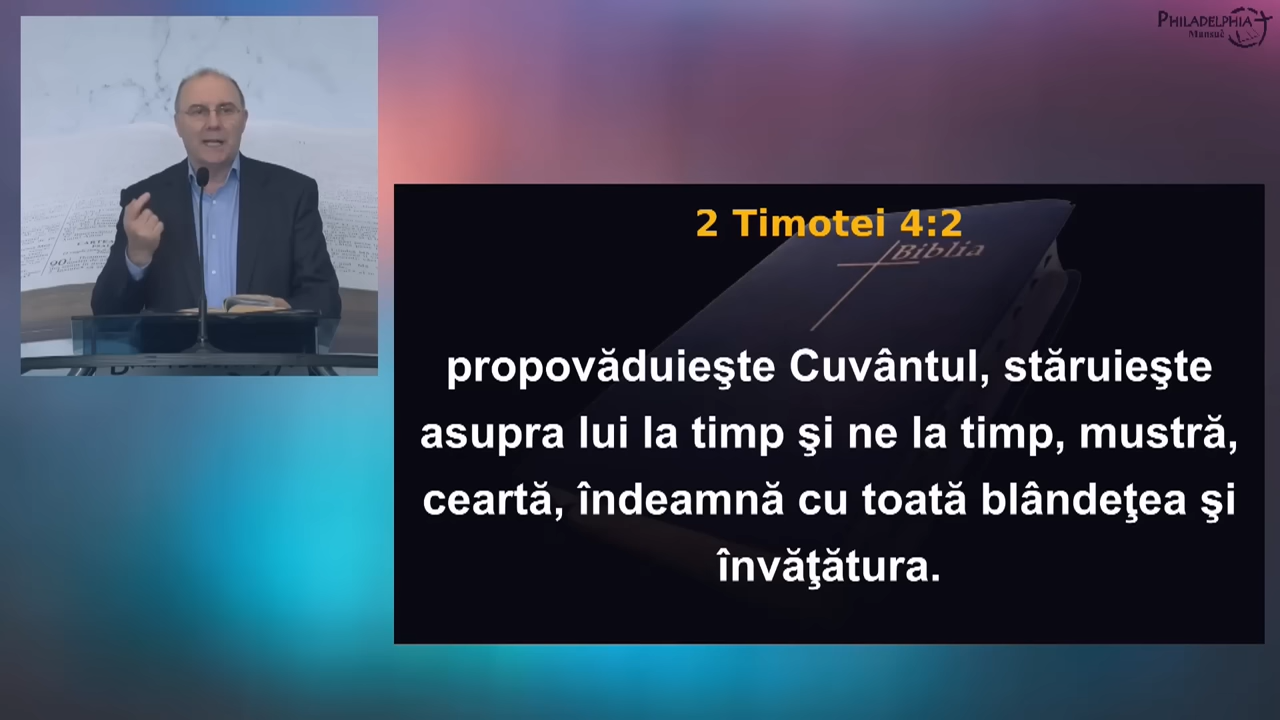 PHILADELPHIA
Mansuè
2 Timotei 4:2
Biblia
propovăduieşte Cuvântul, stăruieşte
asupra lui la timp şi ne la timp, mustră,
ceartă, îndeamnă cu toată blândeţea şi
învăţătura.